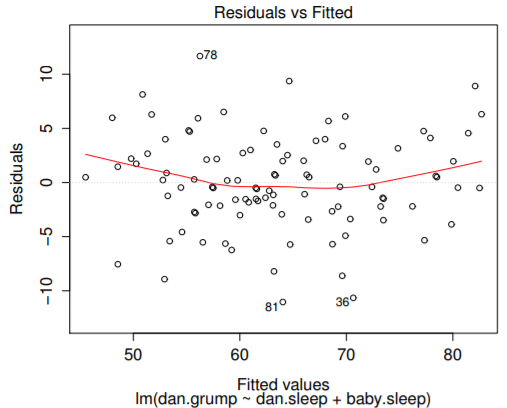 Residuals vs Fitted
78
10
5
0
−5
−10
Residuals
81
36
50 60 70 80
Fitted values
lm(dan.grump ~ dan.sleep + baby.sleep)